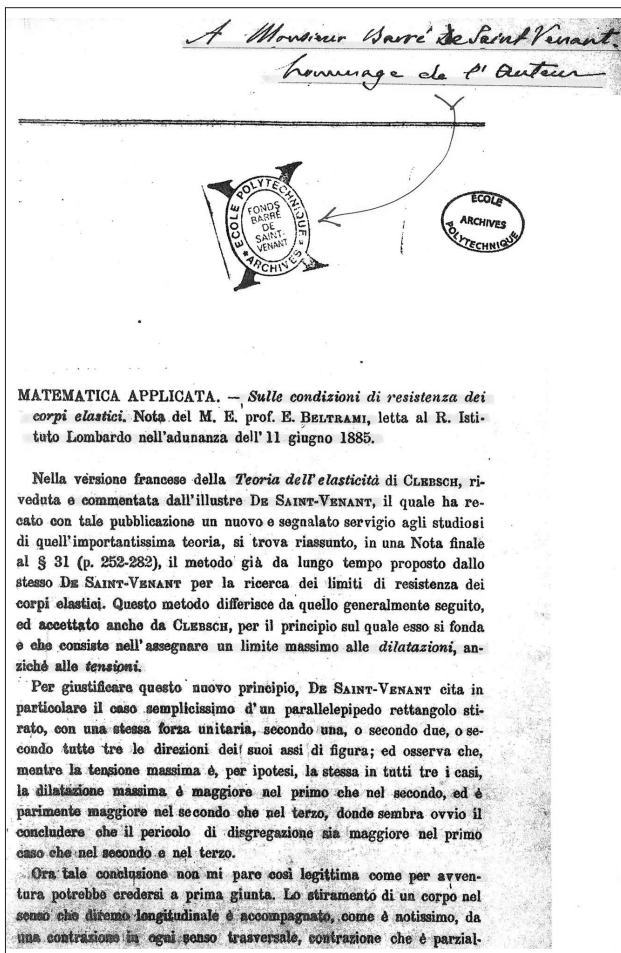 A Monsieur Barré de Saint Venant.
hommage de l'Auteur
ECOLE POLYTECHNIQUE
FONDS
BARRÉ
DE
SAINT-
VENANT
* ARCHIVES *
ECOLE
ARCHIVES
POLYTECHNIQUE
MATEMATICA APPLICATA. — Sulle condizioni di resistenza dei
corpi elastici. Nota del M. E. prof. E. BELTRAMI, letta al R. Isti-
tuto Lombardo nell'adunanza dell' 11 giugno 1885.
Nella versione francese della Teoria dell'elasticità di CLEBSCH, ri-
veduta e commentata dall'illustre DE SAINT-VENANT, il quale ha re-
cato con tale pubblicazione un nuovo e segnalato servigio agli studiosi
di quell'importantissima teoria, si trova riassunto, in una Nota finale
al § 31 (p. 252-282), il metodo già da lungo tempo proposto dallo
stesso DE SAINT-VENANT per la ricerca dei limiti di resistenza dei
corpi elastici. Questo metodo differisce da quello generalmente seguito,
ed accettato anche da CLEBSCH, per il principio sul quale esso si fonda
e che consiste nell'assegnare un limite massimo alle dilatazioni, an-
ziché alle tensioni.
Per giustificare questo nuovo principio, DE SAINT-VENANT cita in
particolare il caso semplicissimo d'un parallelepipedo rettangolo sti-
rato, con una stessa forza unitaria, secondo una, o secondo due, o se-
condo tutte tre le direzioni dei suoi assi di figura; ed osserva che,
mentre la tensione massima è, per ipotesi, la stessa in tutti tre i casi,
la dilatazione massima è maggiore nel primo che nel secondo, ed è
parimente maggiore nel secondo che nel terzo, donde sembra ovvio il
concludere che il pericolo di disgregazione sia maggiore nel primo
caso che nel secondo e nel terzo.
Ora tale conclusione non mi pare così legittima come per avven-
tura potrebbe credersi a prima giunta. Lo stiramento di un corpo nel
senso che diremo longitudinale è accompagnato, come è notissimo, da
una contrazione in ogni senso trasversale, contrazione che è parzial-